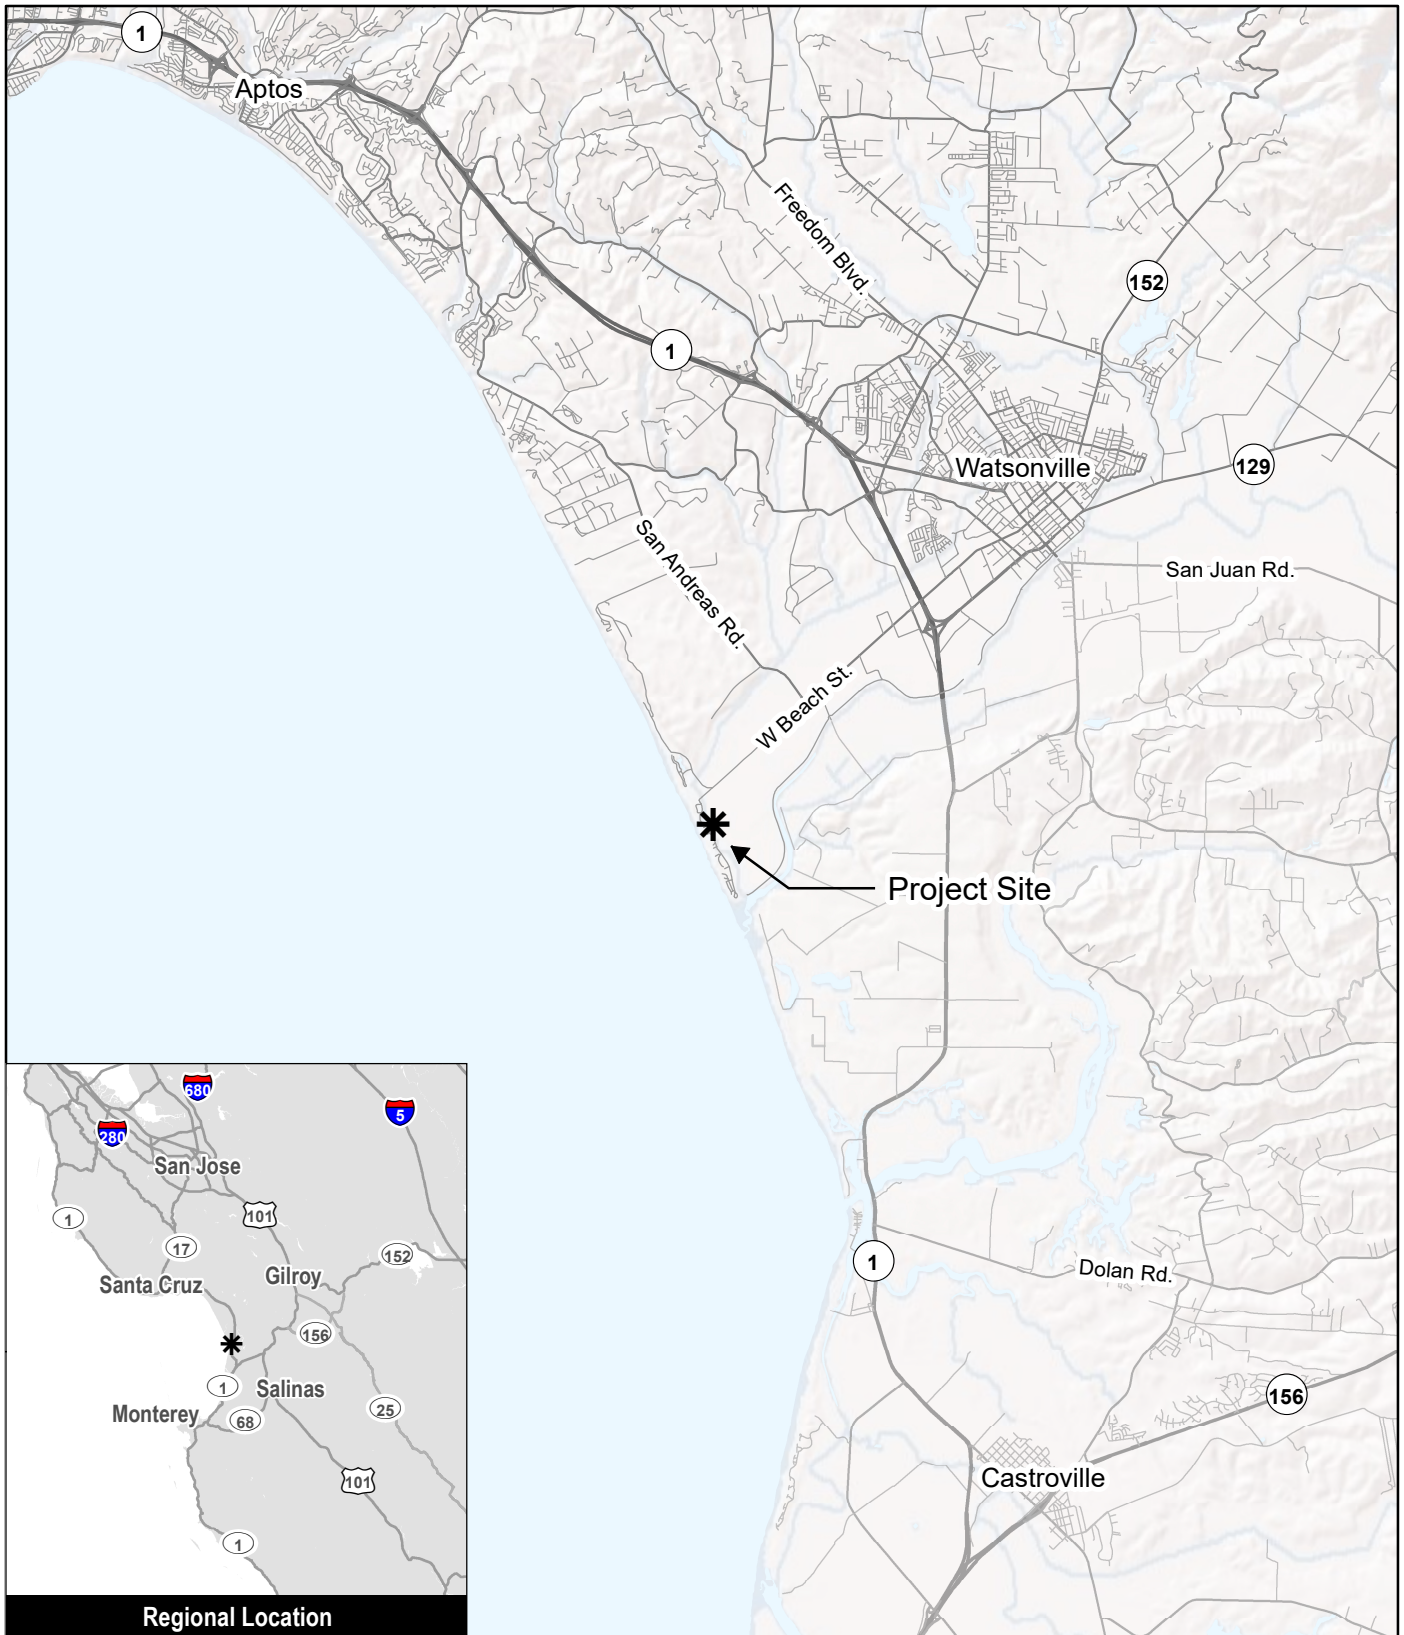 1
Aptos
Freedom Blvd.
152
1
Watsonville
129
San Juan Rd.
San Andreas Rd.
W Beach St.
Project Site
1
Dolan Rd.
156
Castroville
680
5
280
San Jose
101
1
17
152
Santa Cruz
Gilroy
156
1
Salinas
25
Monterey
68
101
1
Regional Location